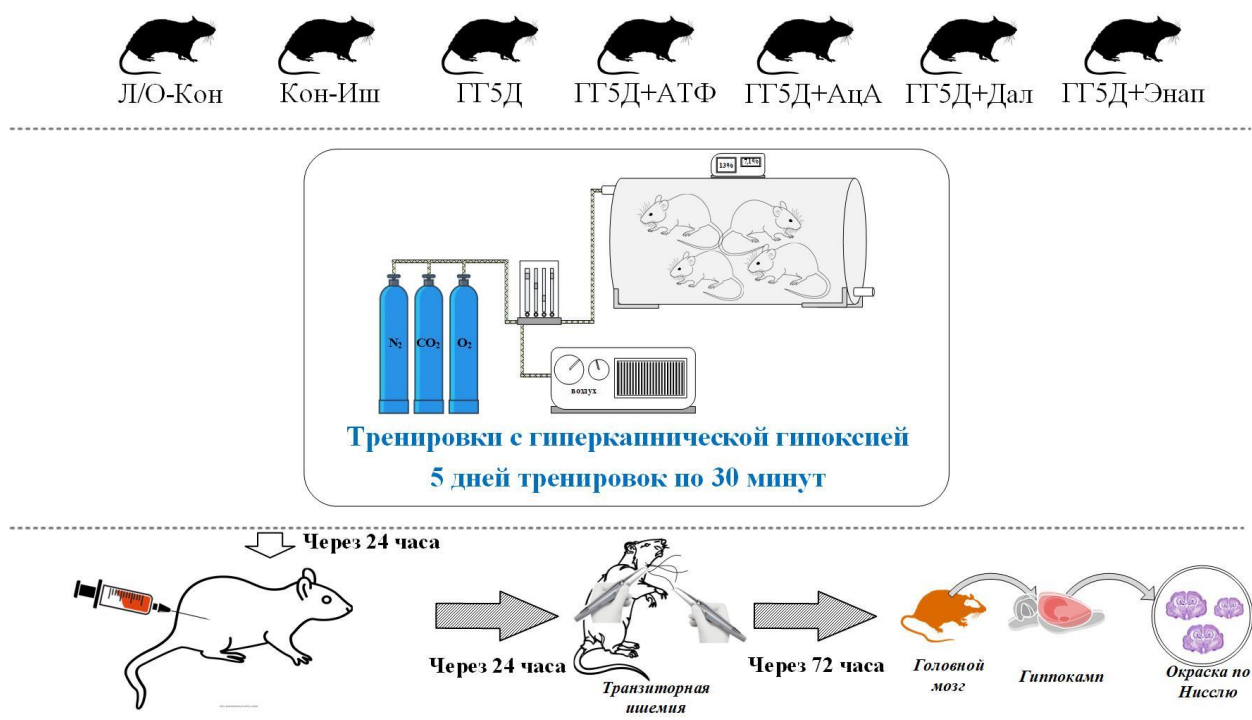 Л/О-Кон Кон-Иш ГГ5Д ГГ5Д+АТФ ГГ5Д+АцА ГГ5Д+Дал ГГ5Д+Энап
13%
N₂ CO₂ O₂
воздух
Тренировки с гиперкапнической гипоксией
5 дней тренировок по 30 минут
Через 24 часа
Через 24 часа
Транзиторная
ишемия
Через 72 часа
Головной
мозг
Гиппокамп
Окраска по
Нисслю